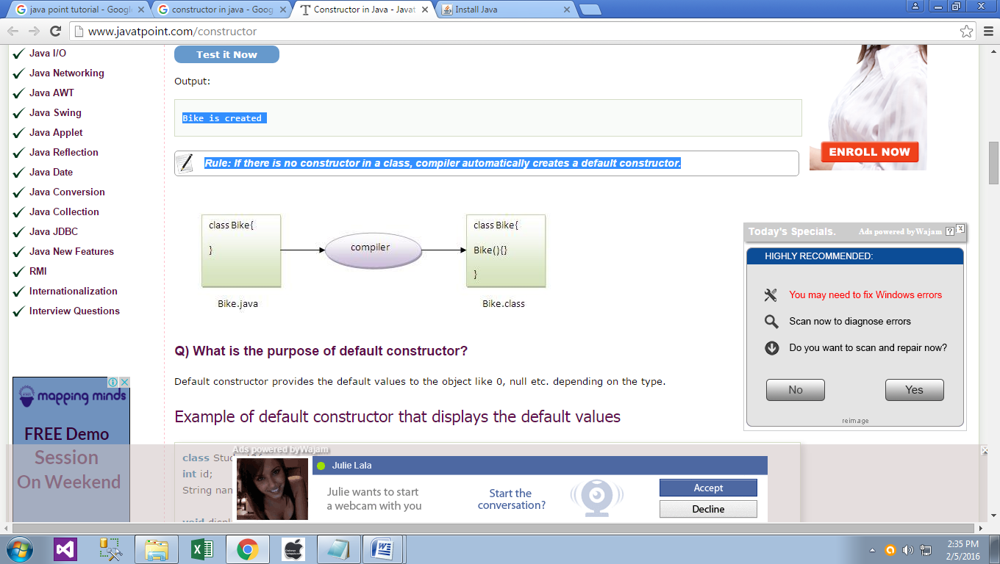 java point tutorial - Google
constructor in java - Goog
Constructor in Java - Javat
Install Java
www.javatpoint.com/constructor
Java I/O
Java Networking
Java AWT
Java Swing
Java Applet
Java Reflection
Java Date
Java Conversion
Java Collection
Java JDBC
Java New Features
RMI
Internationalization
Interview Questions
mapping minds
FREE Demo
Session
On Weekend
Test it Now
Output:
Bike is created
Rule: If there is no constructor in a class, compiler automatically creates a default constructor.
class Bike{
}
Bike.java
compiler
class Bike{
Bike(){}
}
Bike.class
Q) What is the purpose of default constructor?
Default constructor provides the default values to the object like 0, null etc. depending on the type.
Example of default constructor that displays the default values
class
int id;
String
void
ENROLL NOW
Today's Specials.
Ads powered by Wajam
?
x
HIGHLY RECOMMENDED:
You may need to fix Windows errors
Scan now to diagnose errors
Do you want to scan and repair now?
No
Yes
reimage
Ads powered byWajam
Julie Lala
Julie wants to start
a webcam with you
Start the
conversation?
Accept
Decline
2:35 PM
2/5/2016